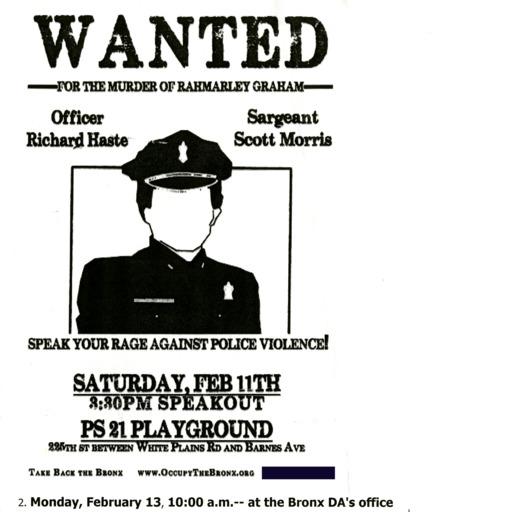 WANTED
FOR THE MURDER OF RAHMARLEY GRAHAM
Officer
Richard Haste
Sargeant
Scott Morris
SPEAK YOUR RAGE AGAINST POLICE VIOLENCE!
SATURDAY, FEB 11TH
3:30PM SPEAKOUT
PS 21 PLAYGROUND
225TH ST BETWEEN WHITE PLAINS RD AND BARNES AVE
TAKE BACK THE BRONX WWW.OCCUPYTHEBRONX.ORG
2. Monday, February 13, 10:00 a.m.-- at the Bronx DA's office